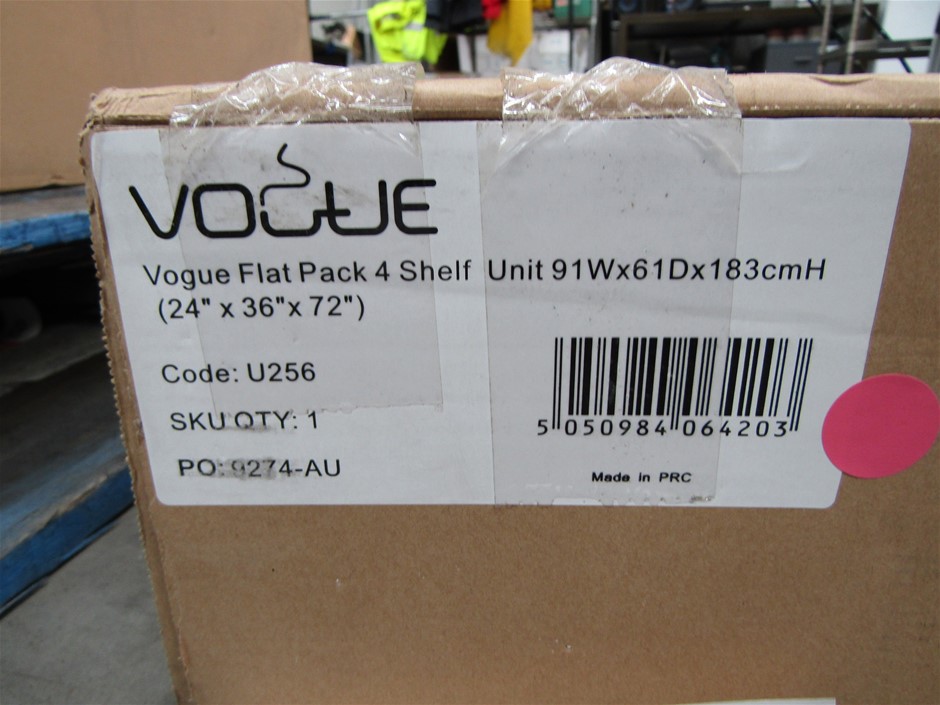 VOGUE
Vogue Flat Pack 4 Shelf Unit 91Wx61Dx183cmH
(24" x 36"x 72")
Code: U256
SKU QTY: 1
PO: 9274-AU
5 050984 064203
Made in PRC